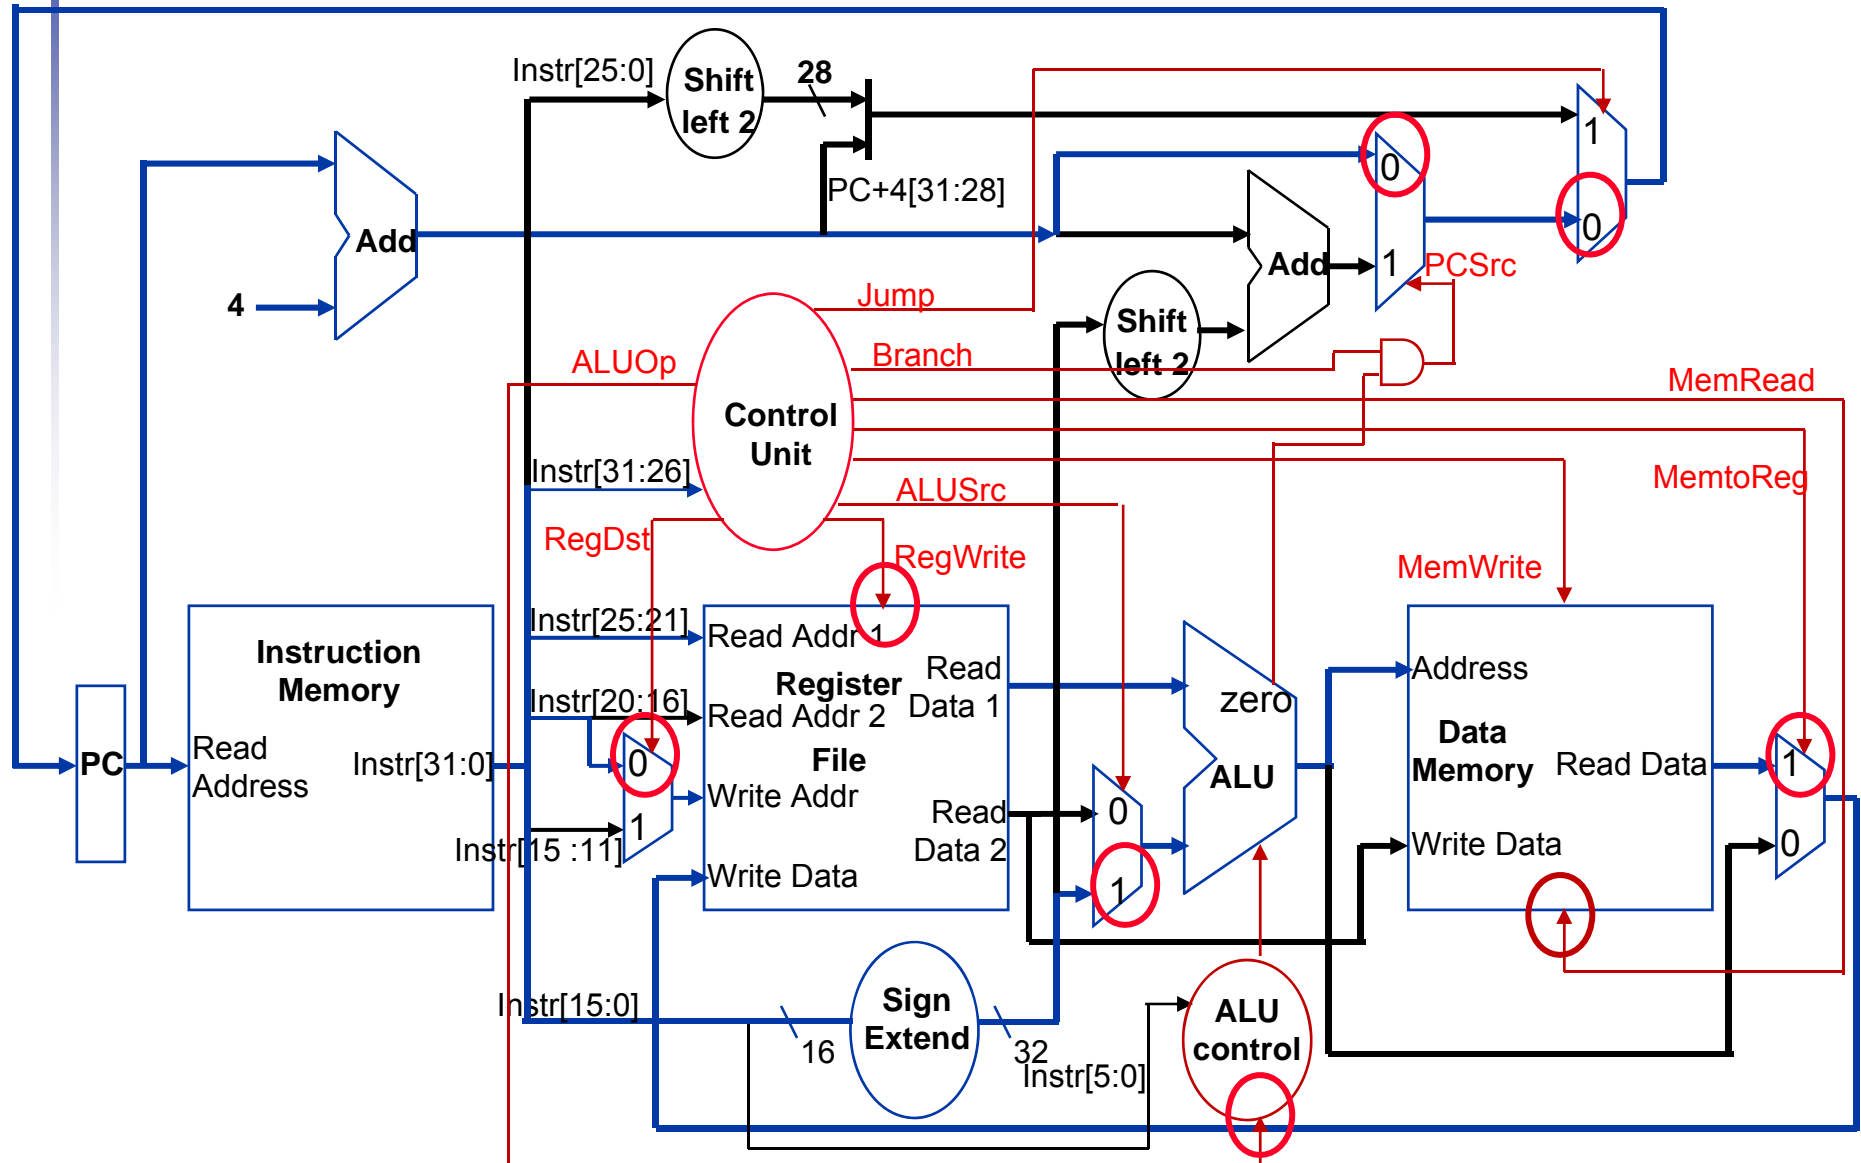 Instr[25:0]
Shift
left 2
28
1
0
PC+4[31:28]
0
1
Add
Add
PCSrc
4
Jump
Shift
left 2
ALUOp
Branch
MemRead
Control
Unit
Instr[31:26]
ALUSrc
MemtoReg
RegDst
RegWrite
MemWrite
Instruction
Memory
Instr[25:21]
Read Addr 1
Register
File
Read
Data 1
Instr[20:16]
Read Addr 2
zero
Address
Data
Memory
PC
Read
Address
Instr[31:0]
0
1
Write Addr
ALU
Read Data
1
0
Instr[15 :11]
Read
Data 2
0
1
Write Data
Write Data
Instr[15:0]
Sign
Extend
16
32
Instr[5:0]
ALU
control